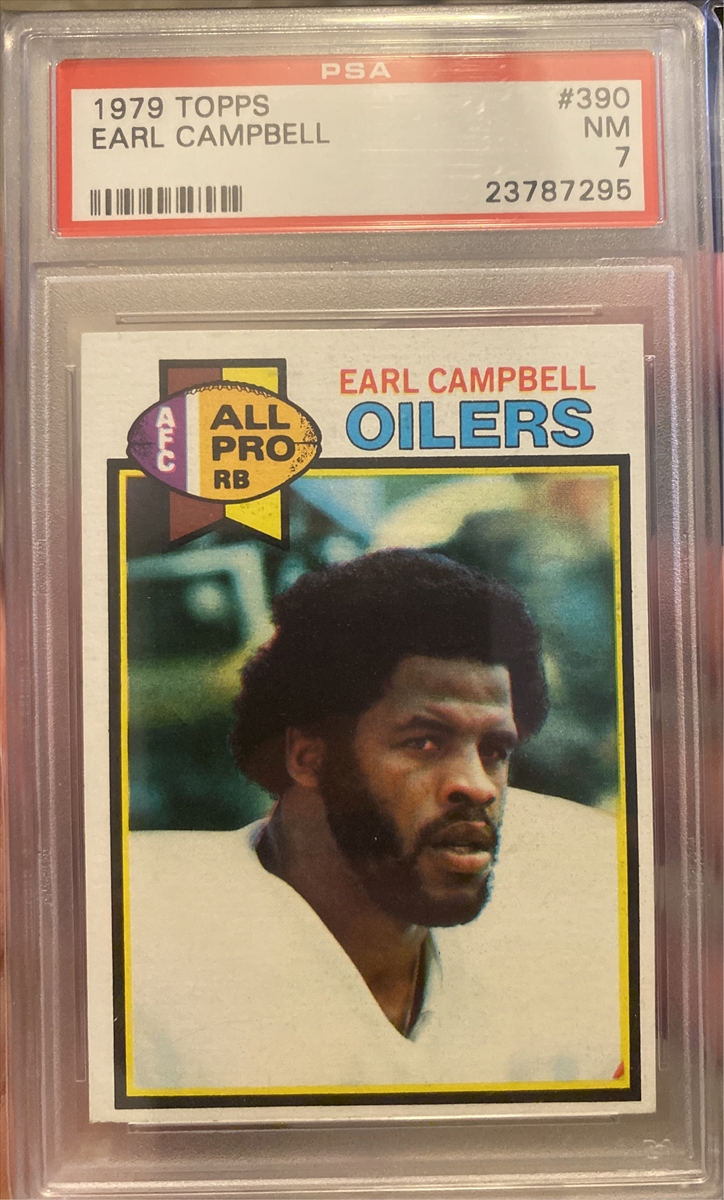 PSA
1979 TOPPS #390
EARL CAMPBELL NM
7
23787295
EARL CAMPBELL
OILERS
AFC
ALL
PRO
RB